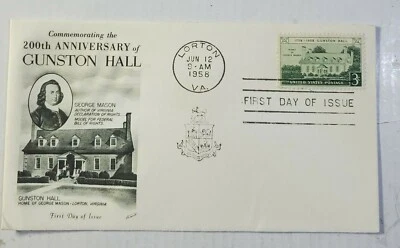 Commemorating the
200th ANNIVERSARY of
GUNSTON HALL
GEORGE MASON
AUTHOR OF VIRGINIA
DECLARATION OF RIGHTS
MODEL FOR FEDERAL
BILL OF RIGHTS
GUNSTON HALL
HOME OF GEORGE MASON - LORTON, VIRGINIA
First Day of Issue
LORTON
JUN 12
9-AM
1958
VA.
FIRST DAY OF ISSUE
1758-1958 GUNSTON HALL
UNITED STATES POSTAGE
3¢